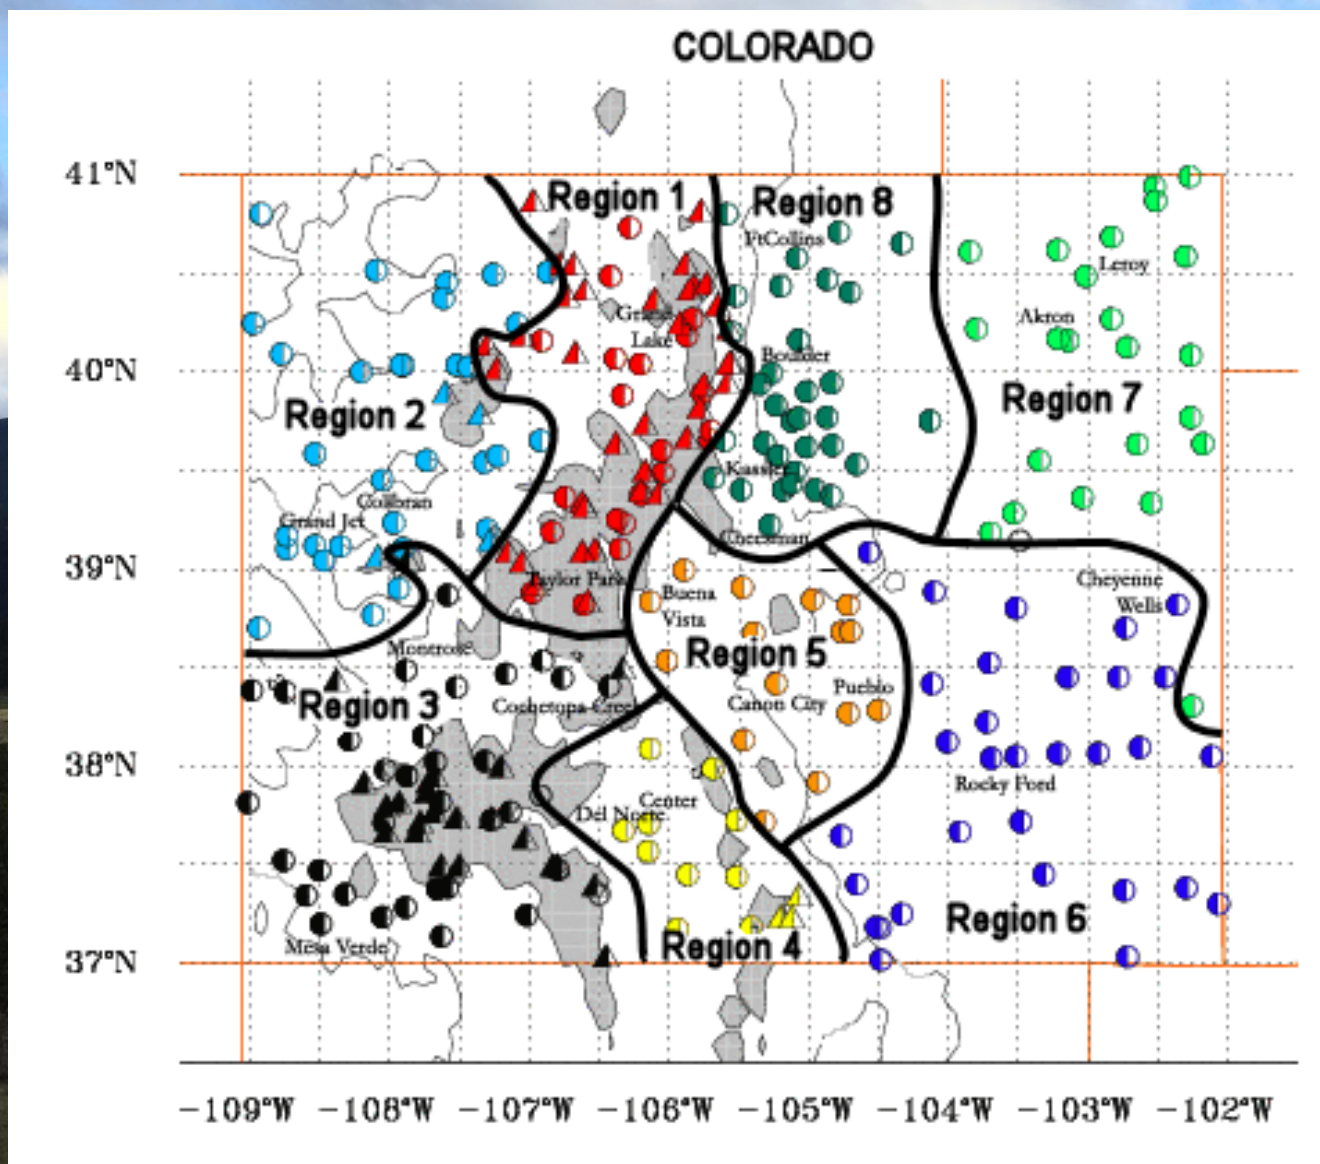 COLORADO
41°N
Region 1
Region 8
FtCollins
Leroy
Grand
Lake
Akron
Boulder
40°N
Region 2
Region 7
Kassler
Collbran
Grand Jct
Cheesman
39°N
Taylor Park
Buena
Vista
Cheyenne
Wells
Montrose
Region 5
Region 3
Cochetopa Creek
Canon City
Pueblo
38°N
Rocky Ford
Del Norte
Center
Region 6
Mesa Verde
Region 4
37°N
-109°W -108°W -107°W -106°W -105°W -104°W -103°W -102°W